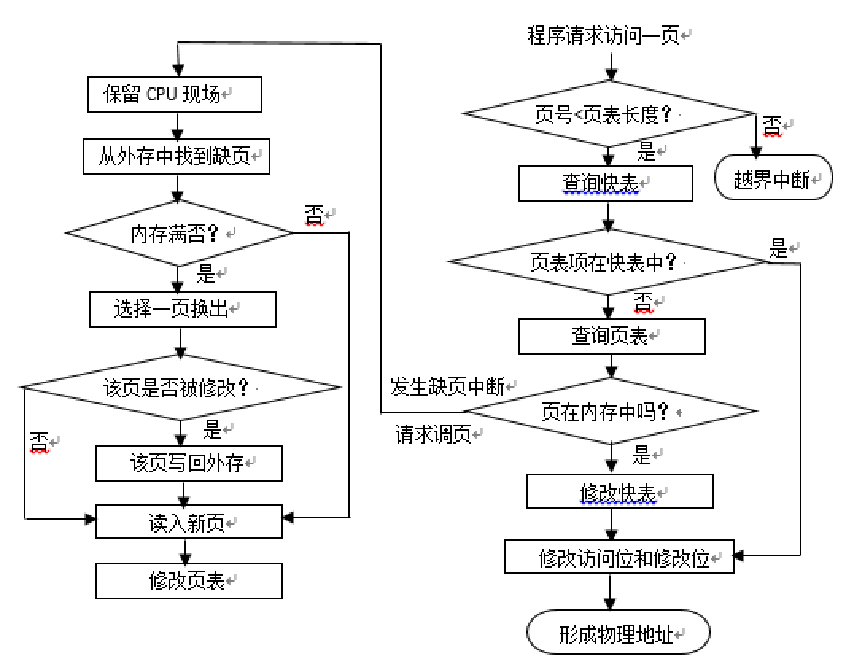 程序请求访问一页
保留 CPU 现场
页号<页表长度?
否
是
从外存中找到缺页
越界中断
查询快表
否
内存满否?
是
页表项在快表中?
是
否
选择一页换出
查询页表
该页是否被修改?
发生缺页中断
页在内存中吗?
请求调页
是
否
是
该页写回外存
修改快表
读入新页
修改访问位和修改位
修改页表
形成物理地址